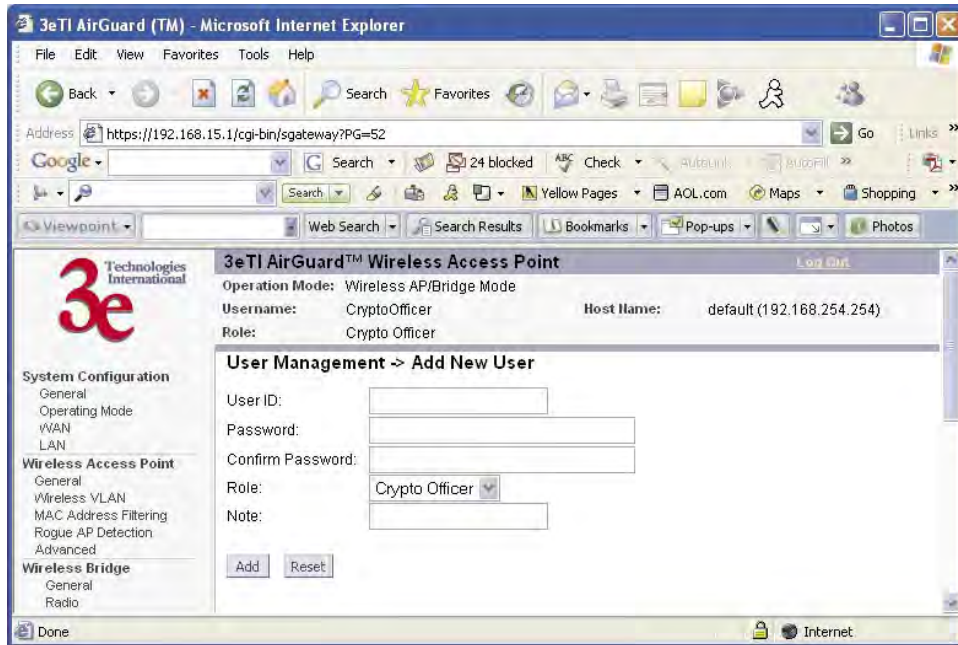 3eTI AirGuard (TM) - Microsoft Internet Explorer
File Edit View Favorites Tools Help
Back Search Favorites
Address https://192.168.15.1/cgi-bin/sgateway?PG=52 Go Links »
Google Search 24 blocked ABC Check AutoLink AutoFill »
Search Yellow Pages AOL.com Maps Shopping »
Viewpoint Web Search Search Results Bookmarks Pop-ups Photos
3e Technologies International
3eTI AirGuard™ Wireless Access Point Log Out
Operation Mode: Wireless AP/Bridge Mode
Username: CryptoOfficer Host Name: default (192.168.254.254)
Role: Crypto Officer
System Configuration
General
Operating Mode
WAN
LAN
Wireless Access Point
General
Wireless VLAN
MAC Address Filtering
Rogue AP Detection
Advanced
Wireless Bridge
General
Radio
User Management -> Add New User
User ID:
Password:
Confirm Password:
Role: Crypto Officer
Note:
Add Reset
Done Internet